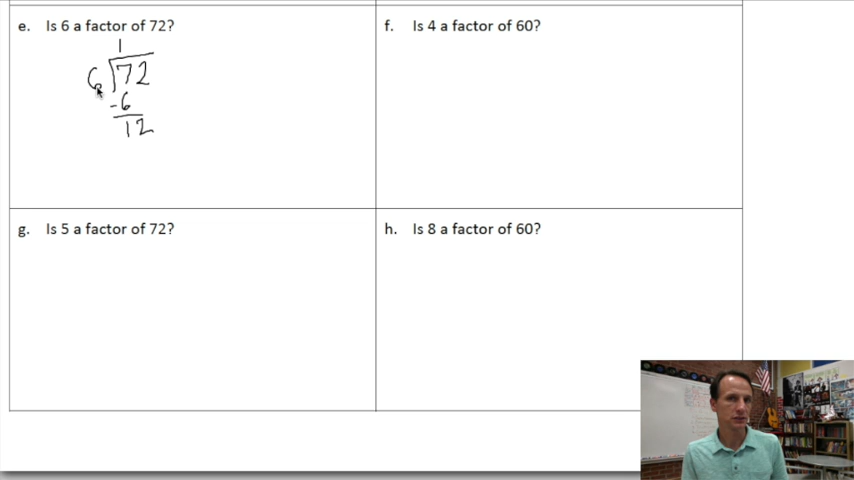 e. Is 6 a factor of 72?
1
6 72
-6
12
f. Is 4 a factor of 60?
g. Is 5 a factor of 72?
h. Is 8 a factor of 60?